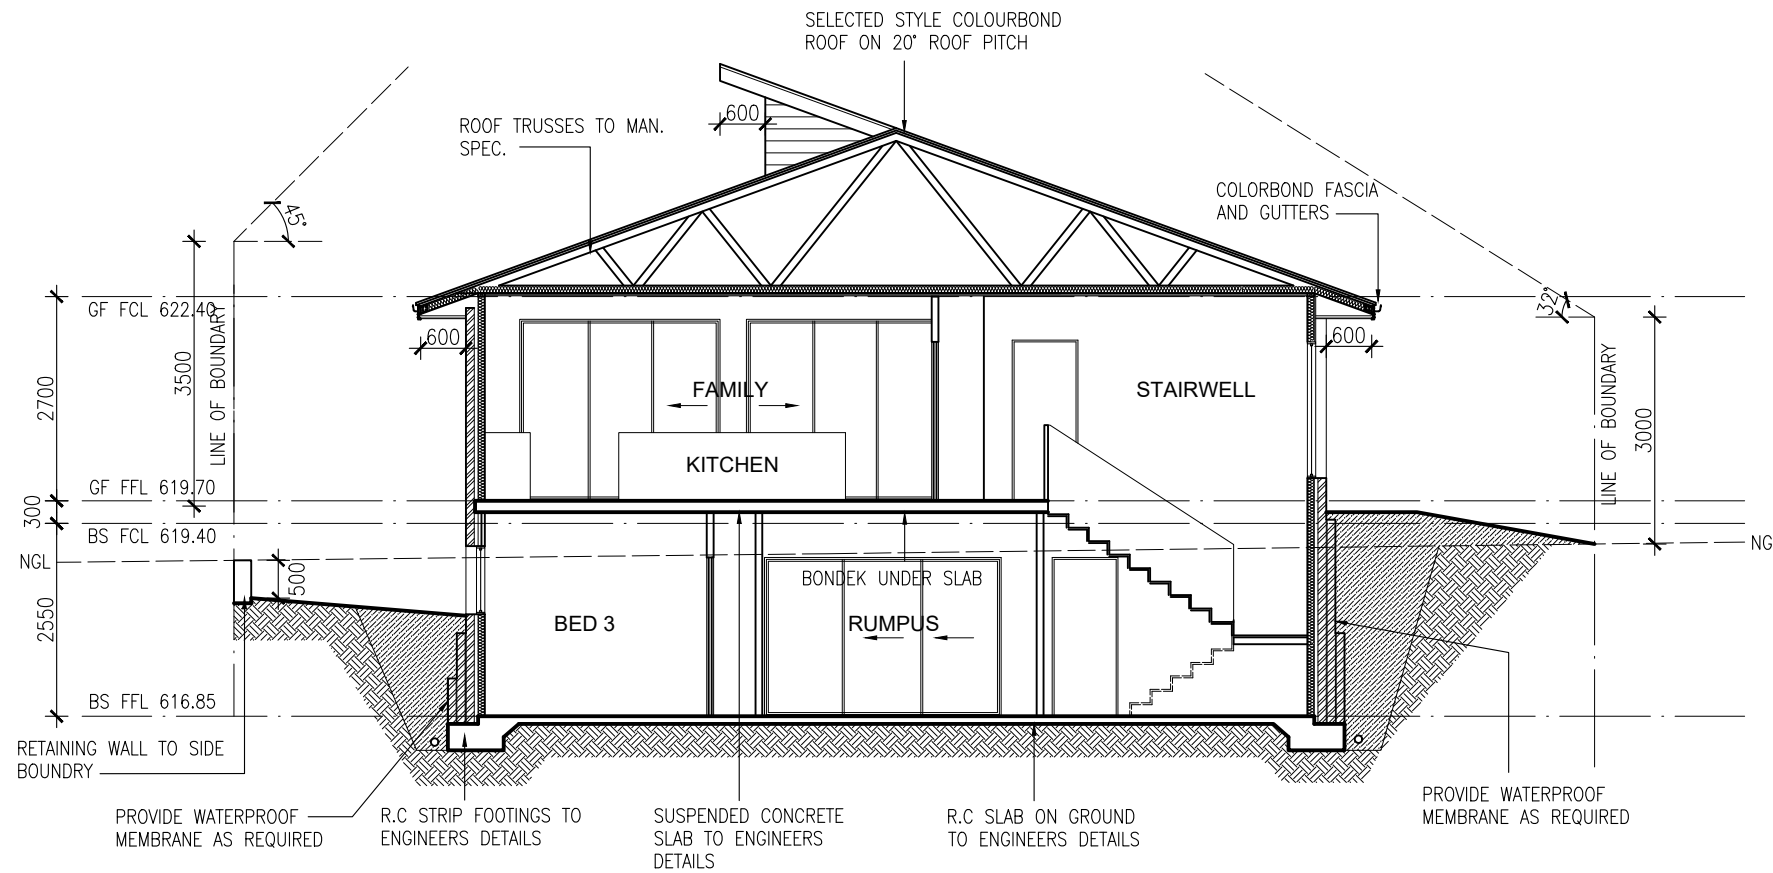 SELECTED STYLE COLOURBOND
ROOF ON 20° ROOF PITCH
600
ROOF TRUSSES TO MAN.
SPEC.
COLORBOND FASCIA
AND GUTTERS
45°
32°
GF FCL 622.40
600
600
3500
2700
LINE OF BOUNDARY
LINE OF BOUNDARY
3000
FAMILY
STAIRWELL
KITCHEN
GF FFL 619.70
300
BS FCL 619.40
NGL
NG
500
BONDEK UNDER SLAB
2550
BED 3
RUMPUS
BS FFL 616.85
RETAINING WALL TO SIDE
BOUNDRY
PROVIDE WATERPROOF
MEMBRANE AS REQUIRED
R.C STRIP FOOTINGS TO
ENGINEERS DETAILS
SUSPENDED CONCRETE
SLAB TO ENGINEERS
DETAILS
R.C SLAB ON GROUND
TO ENGINEERS DETAILS
PROVIDE WATERPROOF
MEMBRANE AS REQUIRED